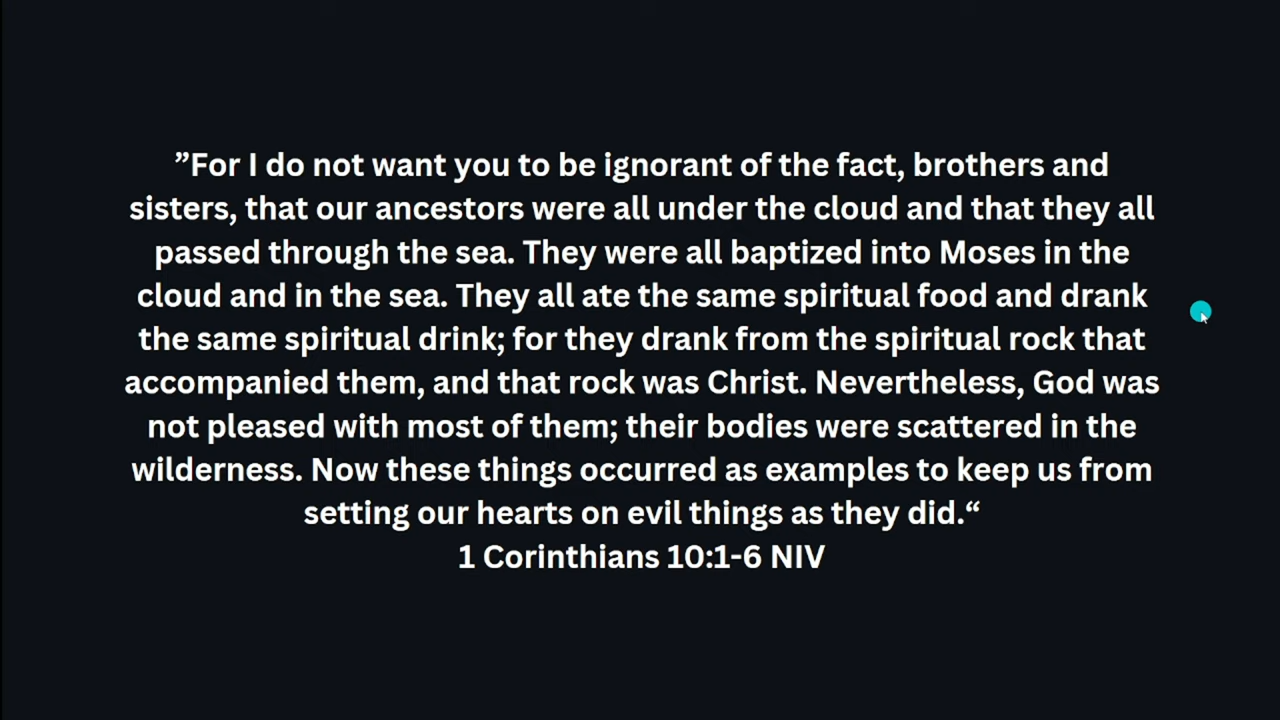 ”For I do not want you to be ignorant of the fact, brothers and
sisters, that our ancestors were all under the cloud and that they all
passed through the sea. They were all baptized into Moses in the
cloud and in the sea. They all ate the same spiritual food and drank
the same spiritual drink; for they drank from the spiritual rock that
accompanied them, and that rock was Christ. Nevertheless, God was
not pleased with most of them; their bodies were scattered in the
wilderness. Now these things occurred as examples to keep us from
setting our hearts on evil things as they did.“
1 Corinthians 10:1-6 NIV